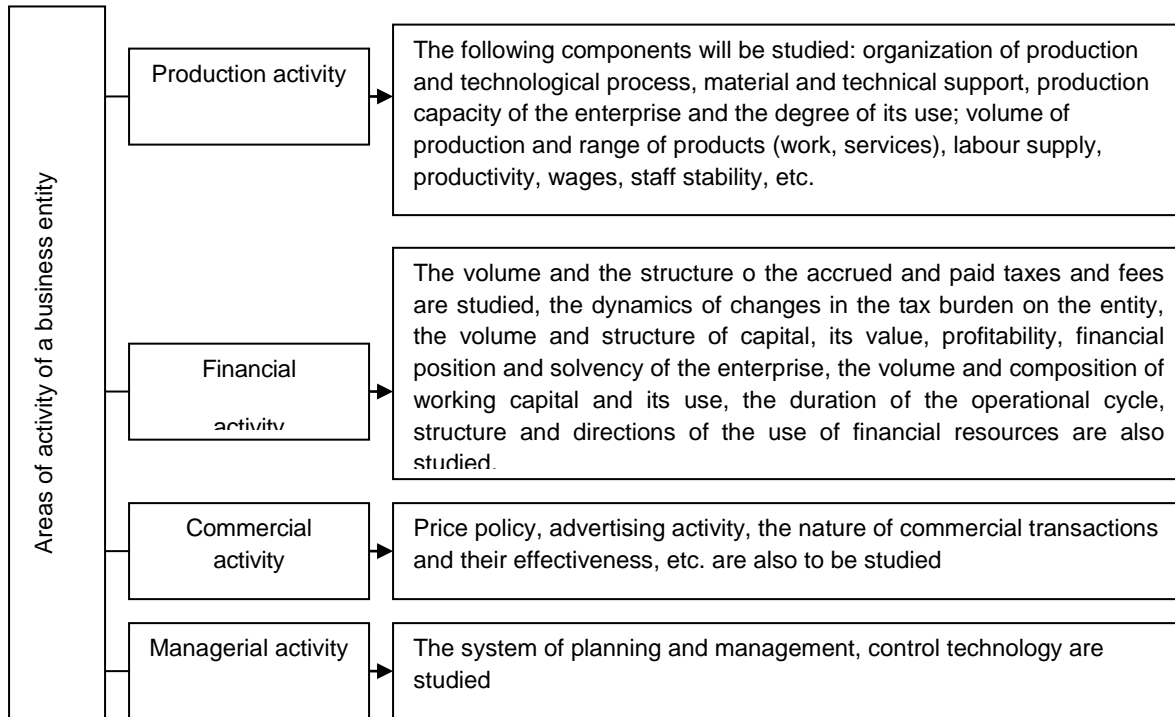 Areas of activity of a business entity
Production activity
The following components will be studied: organization of production
and technological process, material and technical support, production
capacity of the enterprise and the degree of its use; volume of
production and range of products (work, services), labour supply,
productivity, wages, staff stability, etc.
Financial
activity
The volume and the structure o the accrued and paid taxes and fees
are studied, the dynamics of changes in the tax burden on the entity,
the volume and structure of capital, its value, profitability, financial
position and solvency of the enterprise, the volume and composition of
working capital and its use, the duration of the operational cycle,
structure and directions of the use of financial resources are also
studied.
Commercial
activity
Price policy, advertising activity, the nature of commercial transactions
and their effectiveness, etc. are also to be studied
Managerial activity
The system of planning and management, control technology are
studied